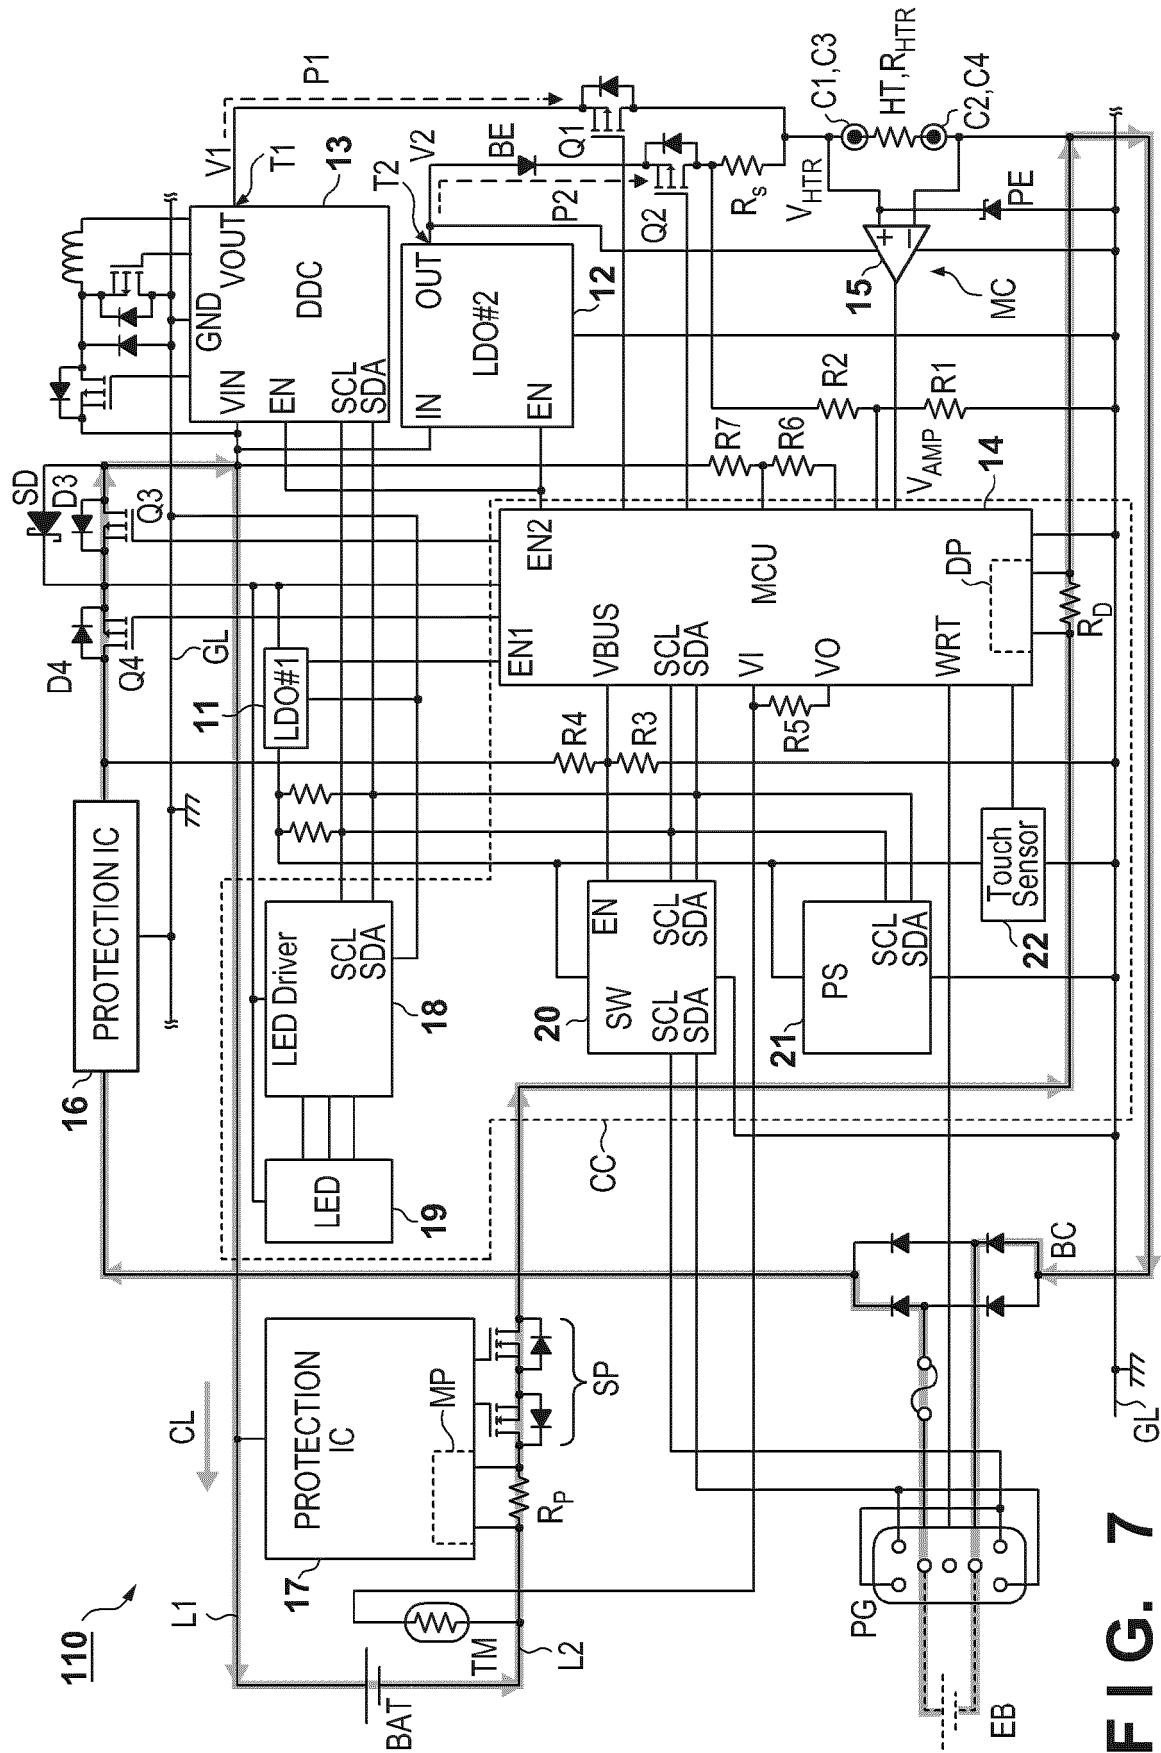 FIG. 7
110
L1
CL
BAT
TM
L2
17
PROTECTION
IC
MP
RP
SP
EB
PG
GL
BC
CC
16
PROTECTION IC
19
LED
18
LED Driver
SCL
SDA
20
SW
EN
SCL
SDA
SCL
SDA
21
PS
SCL
SDA
22
Touch
Sensor
11
LDO#1
GL
D4
Q4
SD
D3
Q3
R4
R3
R5
RD
14
MCU
EN1
EN2
VBUS
SCL
SDA
VI
VO
WRT
DP
R7
R6
R2
R1
VAMP
13
DDC
VIN
GND
VOUT
EN
SCL
SDA
12
LDO#2
IN
OUT
EN
T1
T2
V1
V2
P1
P2
BE
Q1
Q2
Rs
VHTR
15
MC
PE
C1,C3
HT,RHTR
C2,C4